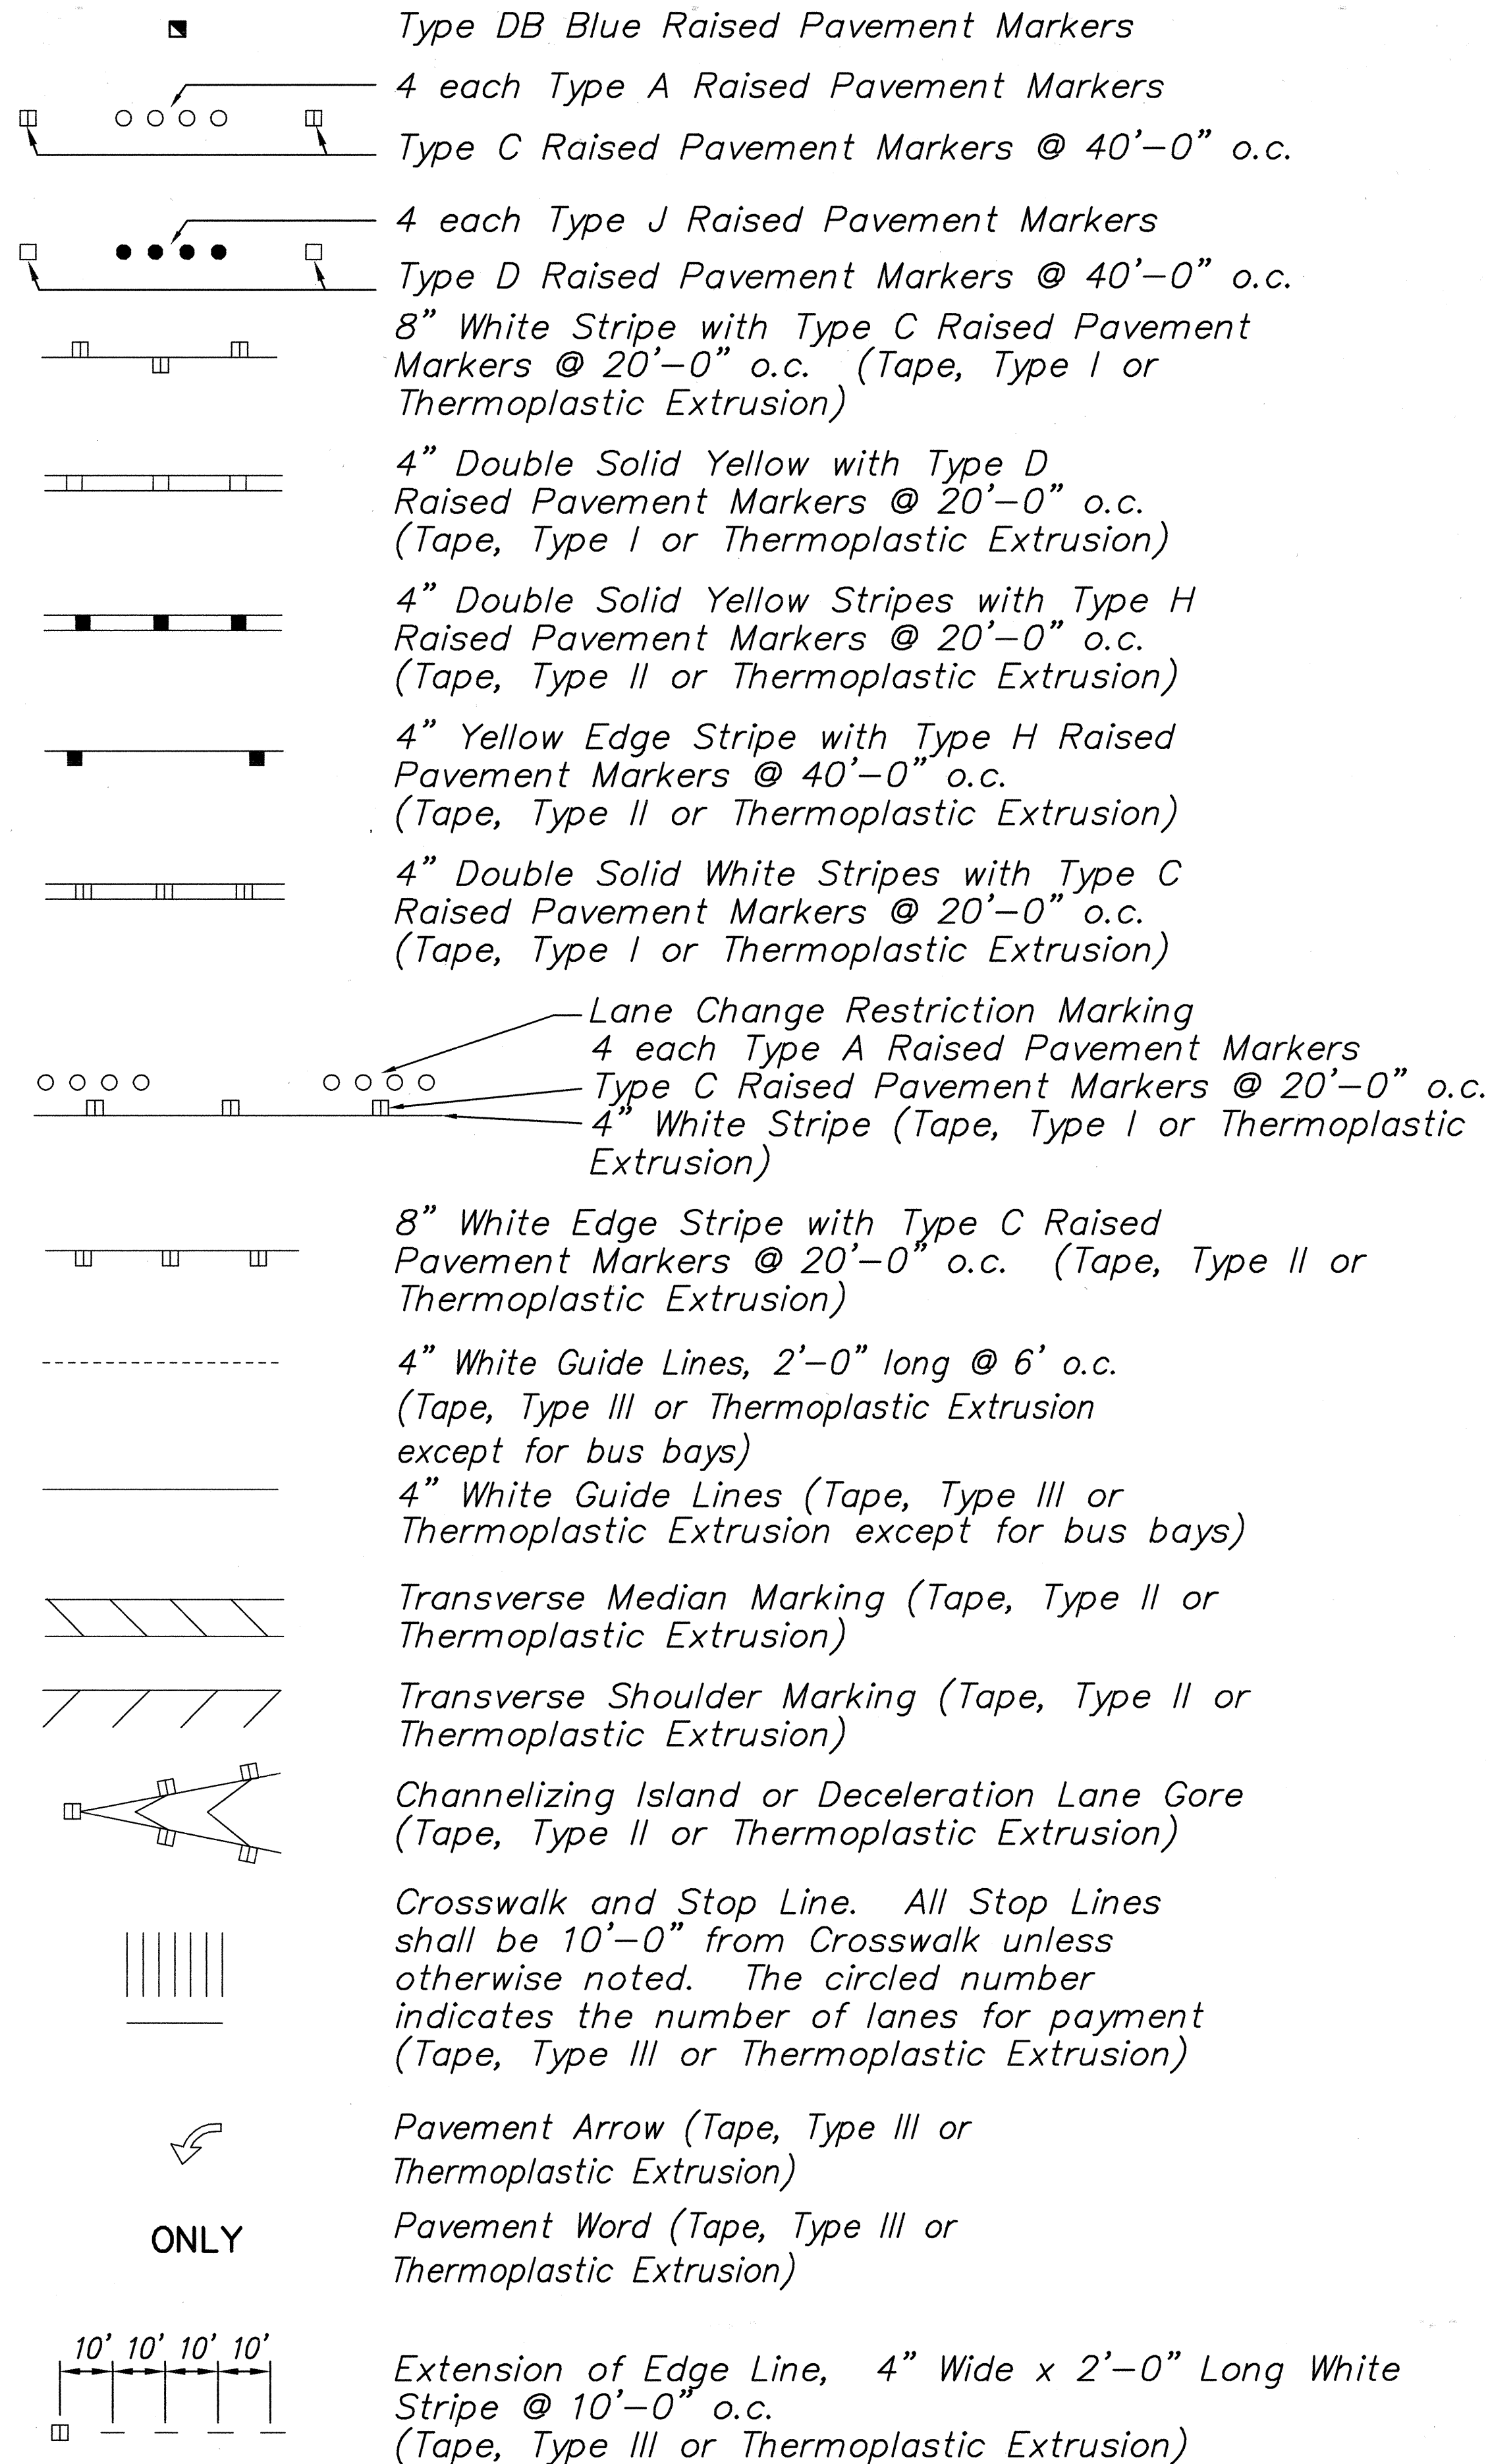 Type DB Blue Raised Pavement Markers
4 each Type A Raised Pavement Markers
Type C Raised Pavement Markers @ 40'-0" o.c.
4 each Type J Raised Pavement Markers
Type D Raised Pavement Markers @ 40'-0" o.c.
8" White Stripe with Type C Raised Pavement
Markers @ 20'-0" o.c. (Tape, Type I or
Thermoplastic Extrusion)
4" Double Solid Yellow with Type D
Raised Pavement Markers @ 20'-0" o.c.
(Tape, Type I or Thermoplastic Extrusion)
4" Double Solid Yellow Stripes with Type H
Raised Pavement Markers @ 20'-0" o.c.
(Tape, Type II or Thermoplastic Extrusion)
4" Yellow Edge Stripe with Type H Raised
Pavement Markers @ 40'-0" o.c.
(Tape, Type II or Thermoplastic Extrusion)
4" Double Solid White Stripes with Type C
Raised Pavement Markers @ 20'-0" o.c.
(Tape, Type I or Thermoplastic Extrusion)
Lane Change Restriction Marking
4 each Type A Raised Pavement Markers
Type C Raised Pavement Markers @ 20'-0" o.c.
4" White Stripe (Tape, Type I or Thermoplastic
Extrusion)
8" White Edge Stripe with Type C Raised
Pavement Markers @ 20'-0" o.c. (Tape, Type II or
Thermoplastic Extrusion)
4" White Guide Lines, 2'-0" long @ 6' o.c.
(Tape, Type III or Thermoplastic Extrusion
except for bus bays)
4" White Guide Lines (Tape, Type III or
Thermoplastic Extrusion except for bus bays)
Transverse Median Marking (Tape, Type II or
Thermoplastic Extrusion)
Transverse Shoulder Marking (Tape, Type II or
Thermoplastic Extrusion)
Channelizing Island or Deceleration Lane Gore
(Tape, Type II or Thermoplastic Extrusion)
Crosswalk and Stop Line. All Stop Lines
shall be 10'-0" from Crosswalk unless
otherwise noted. The circled number
indicates the number of lanes for payment
(Tape, Type III or Thermoplastic Extrusion)
Pavement Arrow (Tape, Type III or
Thermoplastic Extrusion)
ONLY
Pavement Word (Tape, Type III or
Thermoplastic Extrusion)
10' 10' 10' 10'
Extension of Edge Line, 4" Wide x 2'-0" Long White
Stripe @ 10'-0" o.c.
(Tape, Type III or Thermoplastic Extrusion)